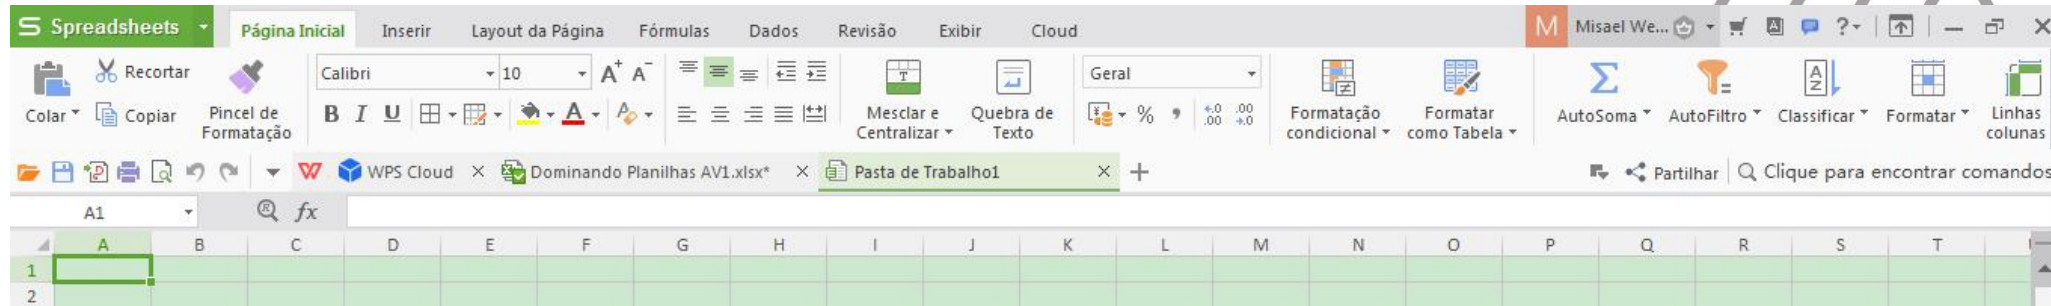 Spreadsheets Página Inicial Inserir Layout da Página Fórmulas Dados Revisão Exibir Cloud M Misael We... ?
Recortar Calibri 10 A+ A- Geral
Colar Copiar Pincel de Formatação B I U A Mesclar e Centralizar Quebra de Texto % , Formatação condicional Formatar como Tabela AutoSoma AutoFiltro Classificar Formatar Linhas colunas
WPS Cloud × Dominando Planilhas AV1.xlsx* × Pasta de Trabalho1 × + Partilhar Clique para encontrar comandos
A1 fx
A B C D E F G H I J K L M N O P Q R S T
1
2